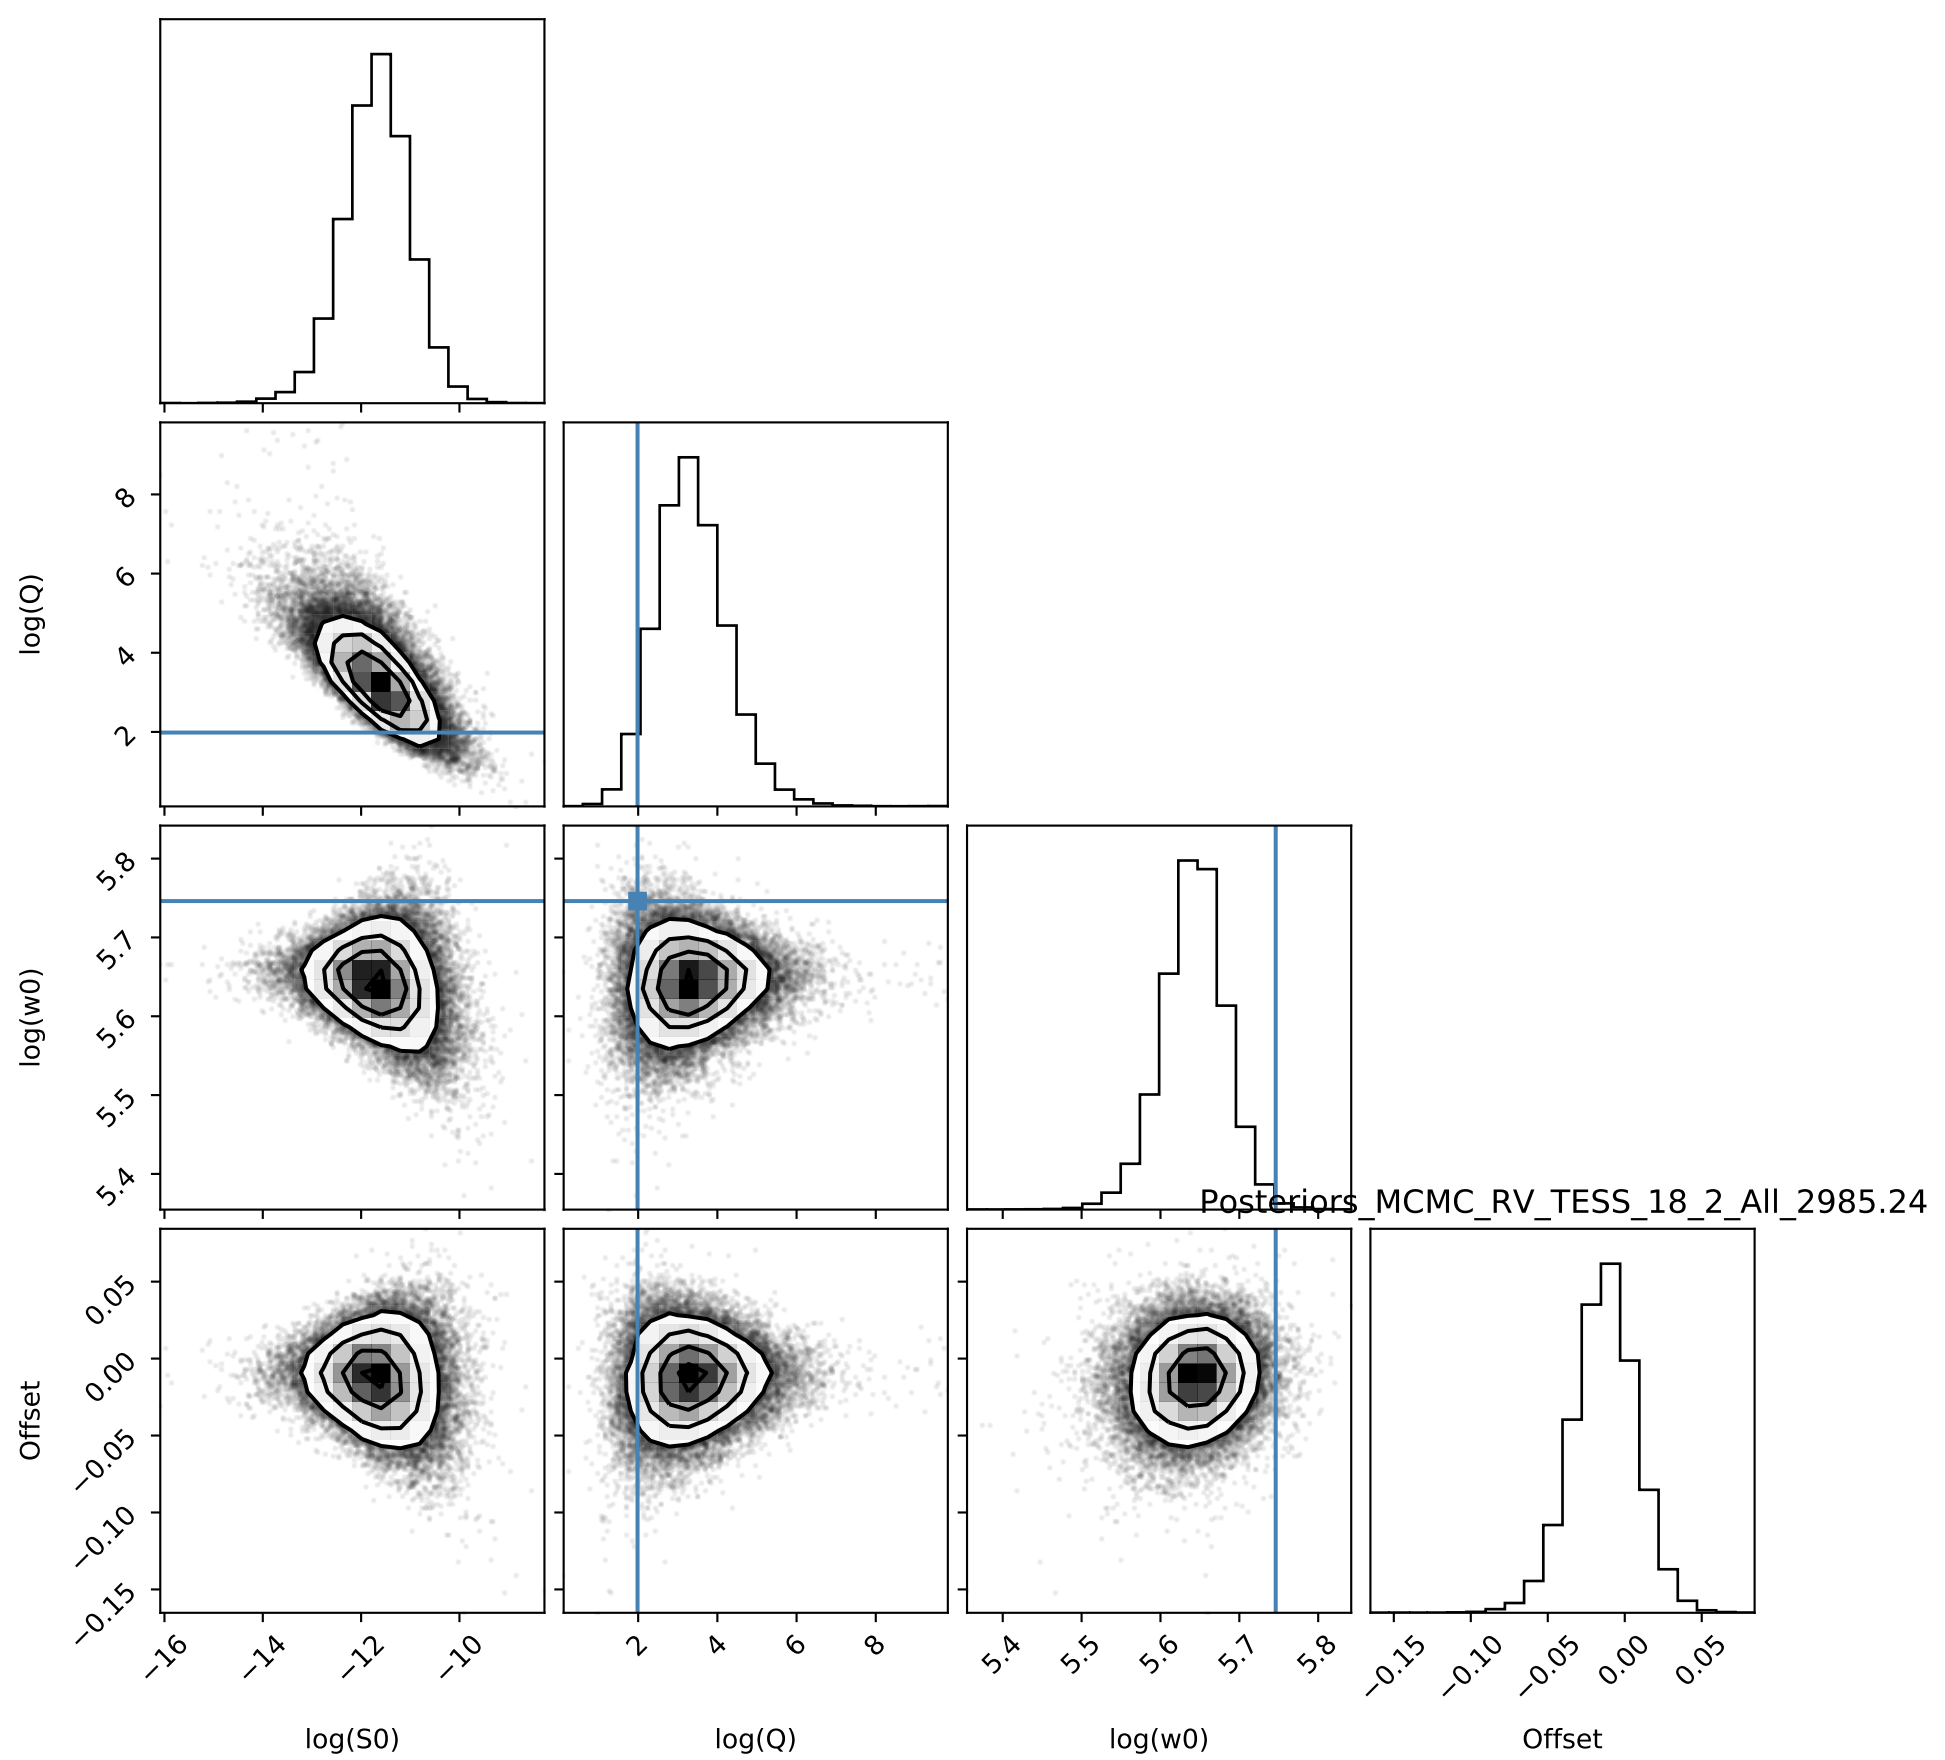 log(Q)
8
6
4
2
log(w0)
5.8
5.7
5.6
5.5
5.4
Posteriors_MCMC_RV_TESS_18_2_All_2985.24
Offset
0.05
0.00
−0.05
−0.10
−0.15
−16 −14 −12 −10 2 4 6 8 5.4 5.5 5.6 5.7 5.8 −0.15 −0.10 −0.05 0.00 0.05
log(S0) log(Q) log(w0) Offset